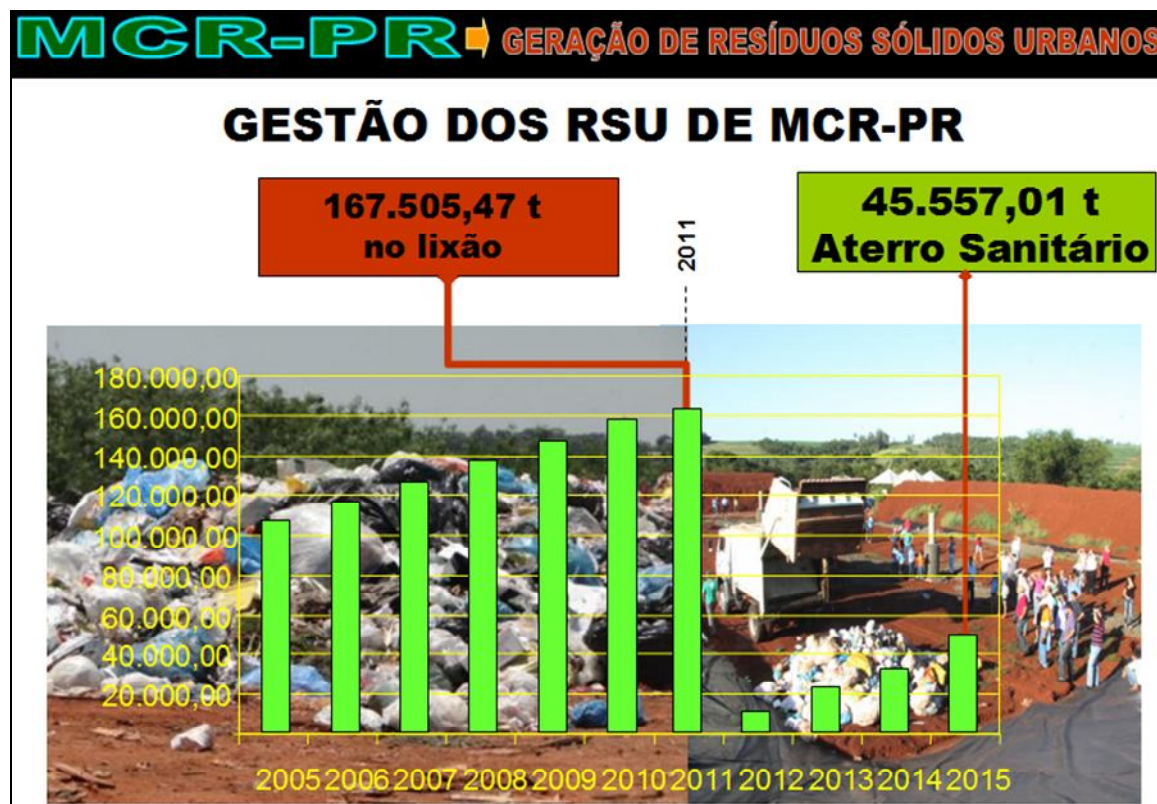 MCR-PR GERAÇÃO DE RESÍDUOS SÓLIDOS URBANOS
GESTÃO DOS RSU DE MCR-PR
167.505,47 t
no lixão
2011
45.557,01 t
Aterro Sanitário
180.000,00
160.000,00
140.000,00
120.000,00
100.000,00
80.000,00
60.000,00
40.000,00
20.000,00
2005 2006 2007 2008 2009 2010 2011 2012 2013 2014 2015